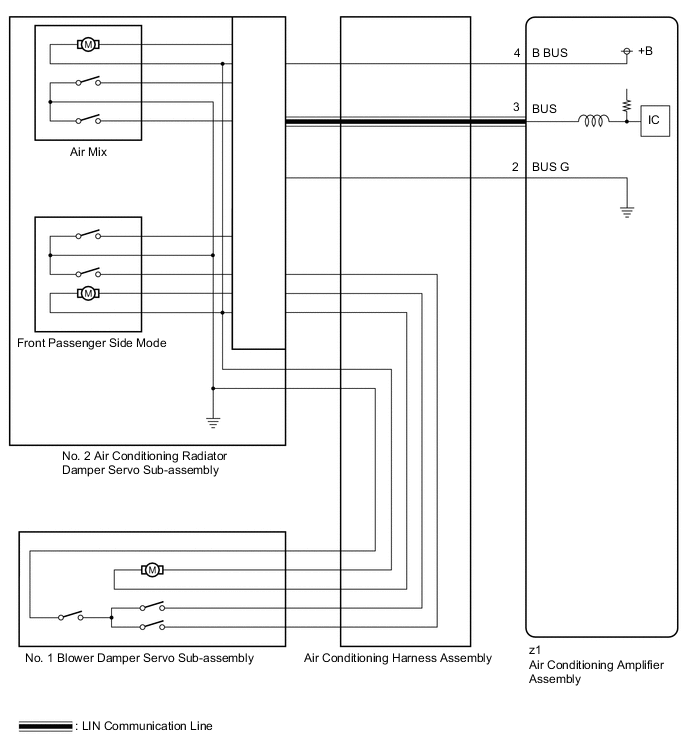 M
Air Mix
4 B BUS +B
3 BUS
IC
2 BUS G
M
Front Passenger Side Mode
No. 2 Air Conditioning Radiator
Damper Servo Sub-assembly
M
No. 1 Blower Damper Servo Sub-assembly
Air Conditioning Harness Assembly
z1
Air Conditioning Amplifier
Assembly
: LIN Communication Line